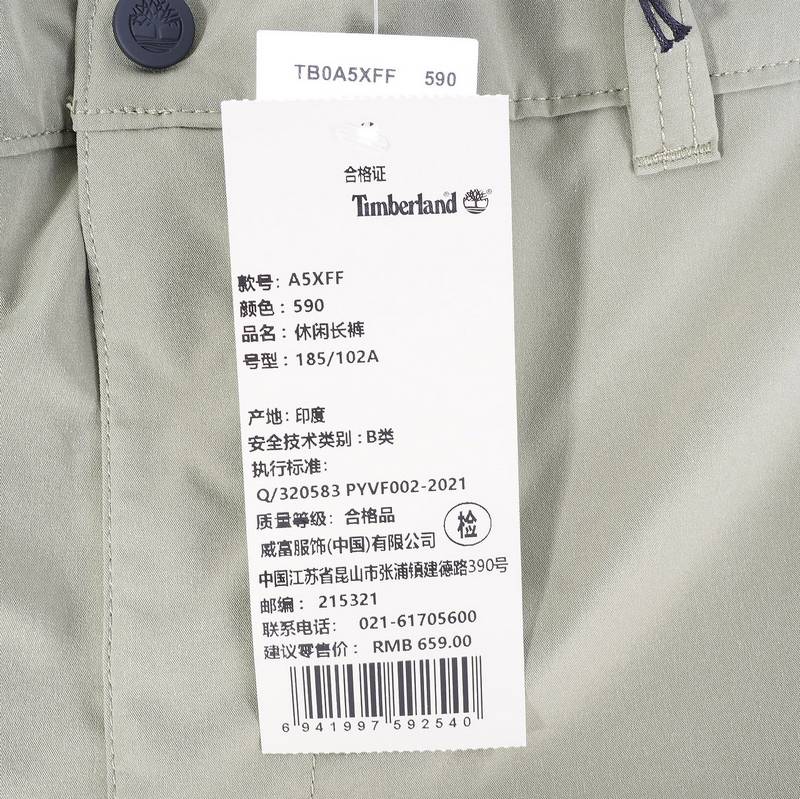 TB0A5XFF 590
合格证
Timberland
款号: A5XFF
颜色: 590
品名: 休闲长裤
号型: 185/102A
产地: 印度
安全技术类别: B类
执行标准:
Q/320583 PYVF002-2021
质量等级: 合格品
检
威富服饰(中国)有限公司
中国江苏省昆山市张浦镇建德路390号
邮编: 215321
联系电话: 021-61705600
建议零售价: RMB 659.00
6 941997 592540